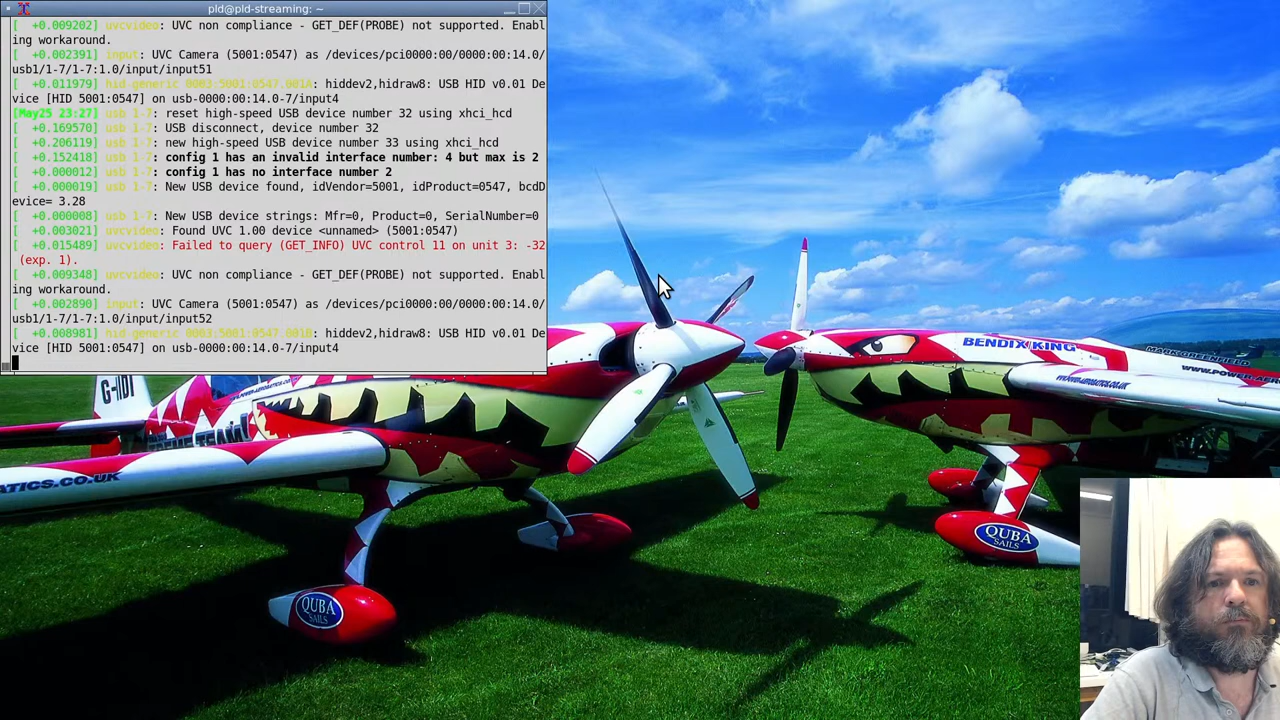 pld@pld-streaming: ~
[  +0.009202] uvcvideo: UVC non compliance - GET_DEF(PROBE) not supported. Enabl
ing workaround.
[  +0.002391] input: UVC Camera (5001:0547) as /devices/pci0000:00/0000:00:14.0/
usb1/1-7/1-7:1.0/input/input51
[  +0.011979] hid-generic 0003:5001:0547.001A: hiddev2,hidraw8: USB HID v0.01 De
vice [HID 5001:0547] on usb-0000:00:14.0-7/input4
[May25 23:27] usb 1-7: reset high-speed USB device number 32 using xhci_hcd
[  +0.169570] usb 1-7: USB disconnect, device number 32
[  +0.206119] usb 1-7: new high-speed USB device number 33 using xhci_hcd
[  +0.152418] usb 1-7: config 1 has an invalid interface number: 4 but max is 2
[  +0.000012] usb 1-7: config 1 has no interface number 2
[  +0.000019] usb 1-7: New USB device found, idVendor=5001, idProduct=0547, bcdD
evice= 3.28
[  +0.000008] usb 1-7: New USB device strings: Mfr=0, Product=0, SerialNumber=0
[  +0.003021] uvcvideo: Found UVC 1.00 device <unnamed> (5001:0547)
[  +0.015489] uvcvideo: Failed to query (GET_INFO) UVC control 11 on unit 3: -32
 (exp. 1).
[  +0.009348] uvcvideo: UVC non compliance - GET_DEF(PROBE) not supported. Enabl
ing workaround.
[  +0.002890] input: UVC Camera (5001:0547) as /devices/pci0000:00/0000:00:14.0/
usb1/1-7/1-7:1.0/input/input52
[  +0.008981] hid-generic 0003:5001:0547.001B: hiddev2,hidraw8: USB HID v0.01 De
vice [HID 5001:0547] on usb-0000:00:14.0-7/input4
BENDIX/KING
MARK GREENFIELD
G-IIDI
ATICS.CO.UK
QUBA
SAILS
QUBA
SAILS